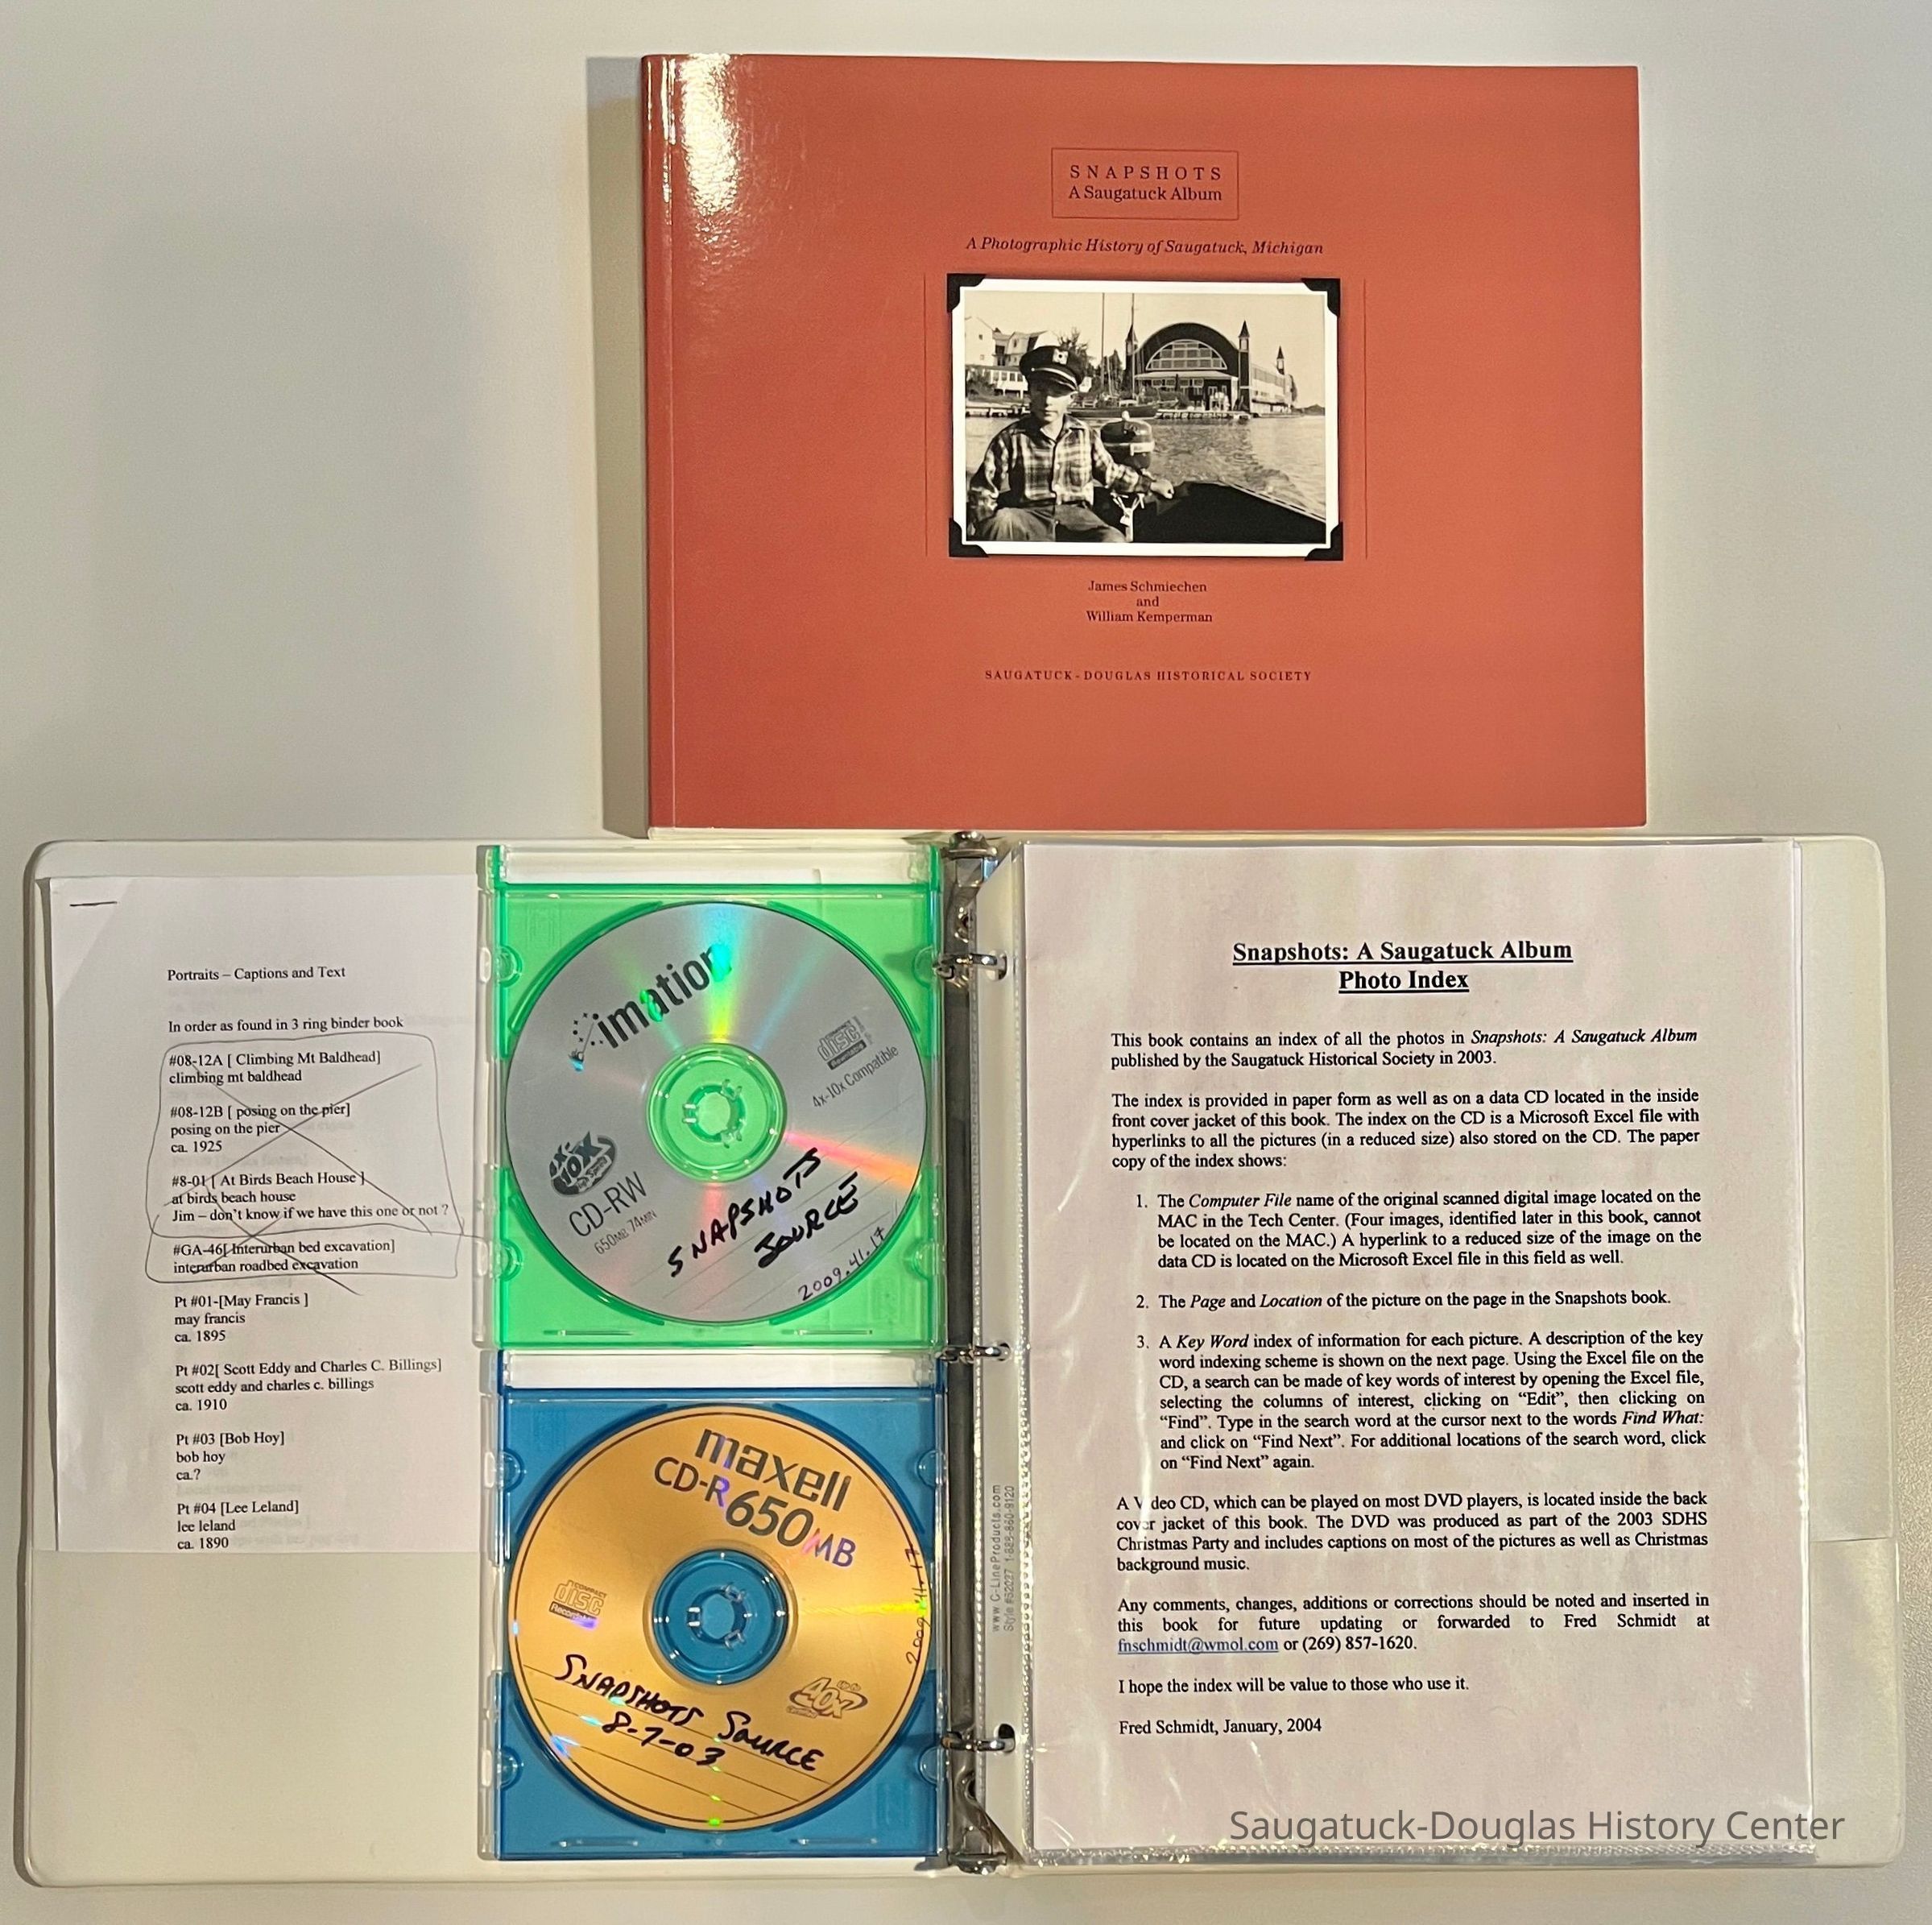 SNAPSHOTS
A Saugatuck Album
A Photographic History of Saugatuck, Michigan
James Schmiechen
and
William Kemperman
SAUGATUCK-DOUGLAS HISTORICAL SOCIETY
Portraits – Captions and Text
In order as found in 3 ring binder book
#08-12A [ Climbing Mt Baldhead]
climbing mt baldhead
#08-12B [ posing on the pier]
posing on the pier
ca. 1925
#8-01 [ At Birds Beach House ]
at birds beach house
Jim – don't know if we have this one or not ?
#GA-46[ Interurban bed excavation]
interurban roadbed excavation
Pt #01-[May Francis ]
may francis
ca. 1895
Pt #02[ Scott Eddy and Charles C. Billings]
scott eddy and charles c. billings
ca. 1910
Pt #03 [Bob Hoy]
bob hoy
ca.?
Pt #04 [Lee Leland]
lee leland
ca. 1890
imation
COMPACT
disc
4x-10x Compatible
4x-10x
CD-RW
650MB 74MIN
SNAPSHOTS
SOURCE
2009.41.17
maxell
CD-R650MB
COMPACT
disc
Recordable
40x
2009.41.17
SNAPSHOTS SOURCE
8-7-03
www.C-LineProducts.com
Style #62027 1-888-860-9120
Snapshots: A Saugatuck Album
Photo Index
This book contains an index of all the photos in Snapshots: A Saugatuck Album
published by the Saugatuck Historical Society in 2003.
The index is provided in paper form as well as on a data CD located in the inside
front cover jacket of this book. The index on the CD is a Microsoft Excel file with
hyperlinks to all the pictures (in a reduced size) also stored on the CD. The paper
copy of the index shows:
1. The Computer File name of the original scanned digital image located on the
MAC in the Tech Center. (Four images, identified later in this book, cannot
be located on the MAC.) A hyperlink to a reduced size of the image on the
data CD is located on the Microsoft Excel file in this field as well.
2. The Page and Location of the picture on the page in the Snapshots book.
3. A Key Word index of information for each picture. A description of the key
word indexing scheme is shown on the next page. Using the Excel file on the
CD, a search can be made of key words of interest by opening the Excel file,
selecting the columns of interest, clicking on "Edit", then clicking on
"Find". Type in the search word at the cursor next to the words Find What:
and click on "Find Next". For additional locations of the search word, click
on "Find Next" again.
A Video CD, which can be played on most DVD players, is located inside the back
cover jacket of this book. The DVD was produced as part of the 2003 SDHS
Christmas Party and includes captions on most of the pictures as well as Christmas
background music.
Any comments, changes, additions or corrections should be noted and inserted in
this book for future updating or forwarded to Fred Schmidt at
fnschmidt@wmol.com or (269) 857-1620.
I hope the index will be value to those who use it.
Fred Schmidt, January, 2004
Saugatuck-Douglas History Center